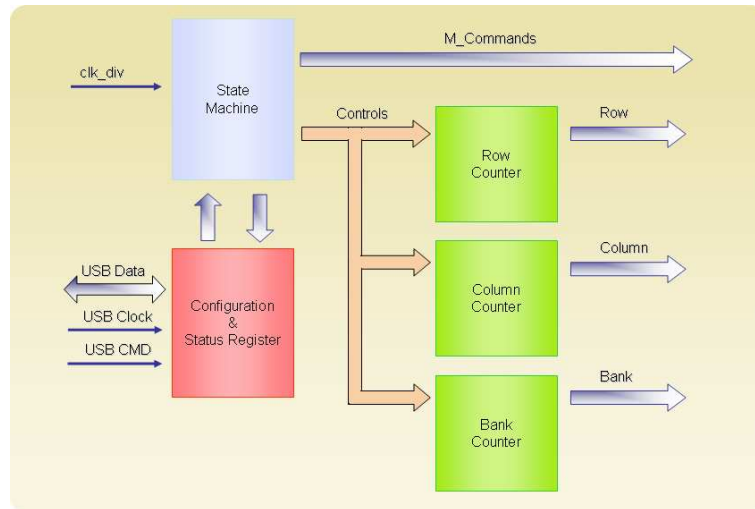 M_Commands
clk_div
State
Machine
Controls
Row
Row
Counter
USB Data
USB Clock
USB CMD
Configuration
&
Status Register
Column
Column
Counter
Bank
Bank
Counter